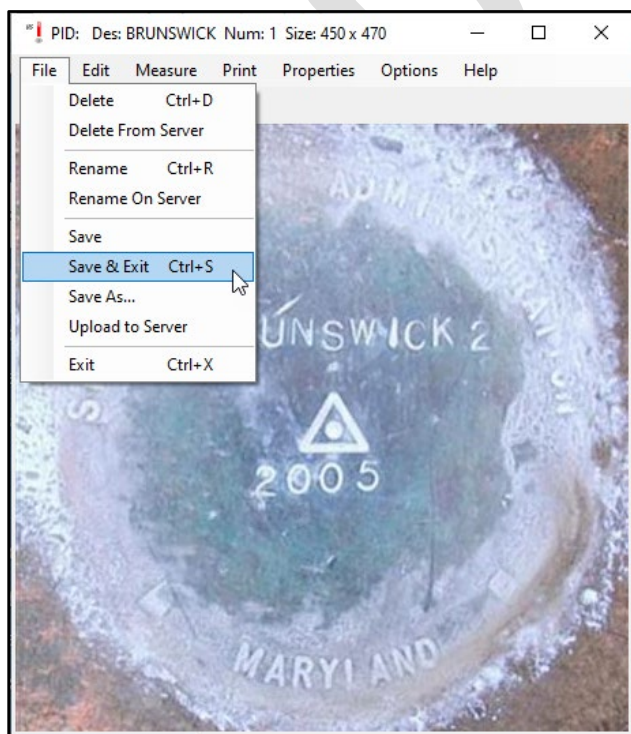 PID: Des: BRUNSWICK Num: 1 Size: 450 x 470
File Edit Measure Print Properties Options Help
Delete Ctrl+D
Delete From Server
Rename Ctrl+R
Rename On Server
Save
Save & Exit Ctrl+S
Save As...
Upload to Server
Exit Ctrl+X
ADMINISTRATION
UNSWICK 2
2005
MARYLAND